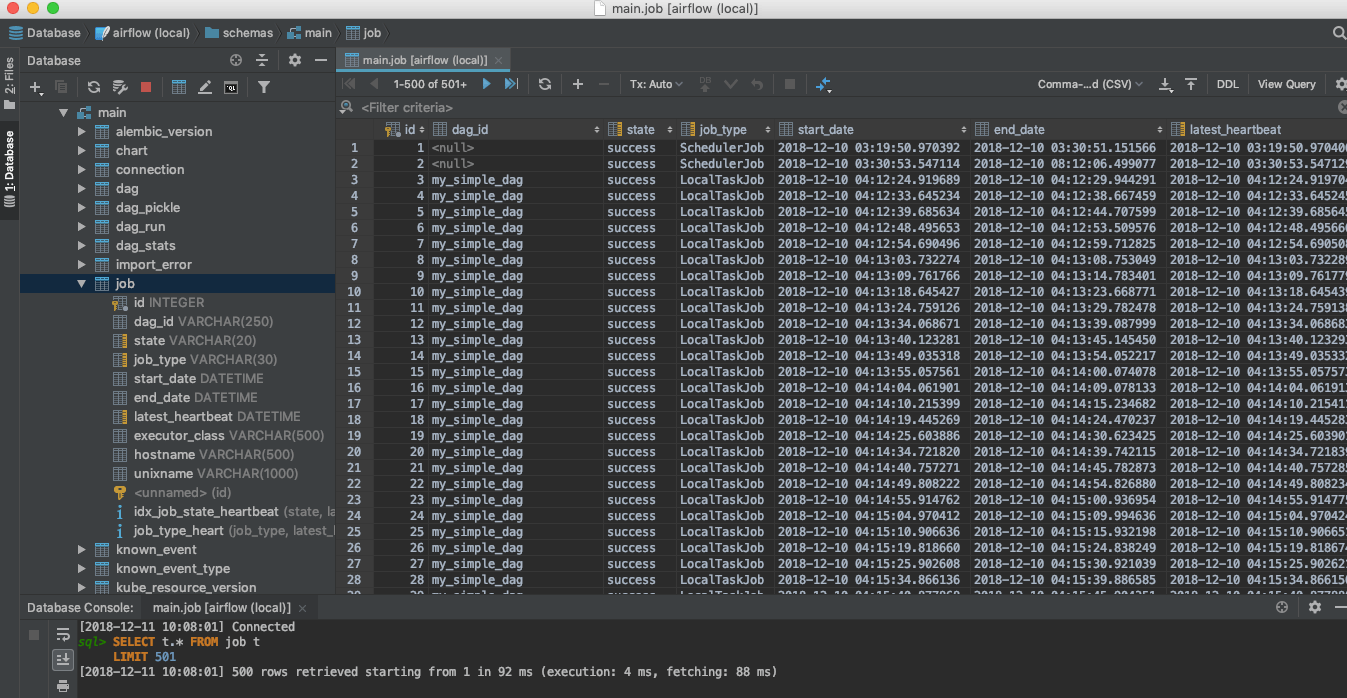 main.job [airflow (local)]
Database airflow (local) schemas main job
Database
main.job [airflow (local)]
2: Files
1: Database
1-500 of 501+ Tx: Auto DB Comma-...d (CSV) DDL View Query
<Filter criteria>
main
alembic_version
chart
connection
dag
dag_pickle
dag_run
dag_stats
import_error
job
id INTEGER
dag_id VARCHAR(250)
state VARCHAR(20)
job_type VARCHAR(30)
start_date DATETIME
end_date DATETIME
latest_heartbeat DATETIME
executor_class VARCHAR(500)
hostname VARCHAR(500)
unixname VARCHAR(1000)
<unnamed> (id)
idx_job_state_heartbeat (state, la
job_type_heart (job_type, latest_
known_event
known_event_type
kube_resource_version
id dag_id state job_type start_date end_date latest_heartbeat
1 1 <null> success SchedulerJob 2018-12-10 03:19:50.970392 2018-12-10 03:30:51.151566 2018-12-10 03:19:50.970406
2 2 <null> success SchedulerJob 2018-12-10 03:30:53.547114 2018-12-10 08:12:06.499077 2018-12-10 03:30:53.547129
3 3 my_simple_dag success LocalTaskJob 2018-12-10 04:12:24.919689 2018-12-10 04:12:29.944291 2018-12-10 04:12:24.919704
4 4 my_simple_dag success LocalTaskJob 2018-12-10 04:12:33.645234 2018-12-10 04:12:38.667459 2018-12-10 04:12:33.645245
5 5 my_simple_dag success LocalTaskJob 2018-12-10 04:12:39.685634 2018-12-10 04:12:44.707599 2018-12-10 04:12:39.685645
6 6 my_simple_dag success LocalTaskJob 2018-12-10 04:12:48.495653 2018-12-10 04:12:53.509576 2018-12-10 04:12:48.495666
7 7 my_simple_dag success LocalTaskJob 2018-12-10 04:12:54.690496 2018-12-10 04:12:59.712825 2018-12-10 04:12:54.690508
8 8 my_simple_dag success LocalTaskJob 2018-12-10 04:13:03.732274 2018-12-10 04:13:08.753049 2018-12-10 04:13:03.732289
9 9 my_simple_dag success LocalTaskJob 2018-12-10 04:13:09.761766 2018-12-10 04:13:14.783401 2018-12-10 04:13:09.761779
10 10 my_simple_dag success LocalTaskJob 2018-12-10 04:13:18.645427 2018-12-10 04:13:23.668771 2018-12-10 04:13:18.645439
11 11 my_simple_dag success LocalTaskJob 2018-12-10 04:13:24.759126 2018-12-10 04:13:29.782478 2018-12-10 04:13:24.759138
12 12 my_simple_dag success LocalTaskJob 2018-12-10 04:13:34.068671 2018-12-10 04:13:39.087999 2018-12-10 04:13:34.068683
13 13 my_simple_dag success LocalTaskJob 2018-12-10 04:13:40.123281 2018-12-10 04:13:45.145450 2018-12-10 04:13:40.123293
14 14 my_simple_dag success LocalTaskJob 2018-12-10 04:13:49.035318 2018-12-10 04:13:54.052217 2018-12-10 04:13:49.035333
15 15 my_simple_dag success LocalTaskJob 2018-12-10 04:13:55.057561 2018-12-10 04:14:00.074078 2018-12-10 04:13:55.057573
16 16 my_simple_dag success LocalTaskJob 2018-12-10 04:14:04.061901 2018-12-10 04:14:09.078133 2018-12-10 04:14:04.061913
17 17 my_simple_dag success LocalTaskJob 2018-12-10 04:14:10.215399 2018-12-10 04:14:15.234682 2018-12-10 04:14:10.215411
18 18 my_simple_dag success LocalTaskJob 2018-12-10 04:14:19.445269 2018-12-10 04:14:24.470237 2018-12-10 04:14:19.445283
19 19 my_simple_dag success LocalTaskJob 2018-12-10 04:14:25.603886 2018-12-10 04:14:30.623425 2018-12-10 04:14:25.603901
20 20 my_simple_dag success LocalTaskJob 2018-12-10 04:14:34.721820 2018-12-10 04:14:39.742115 2018-12-10 04:14:34.721839
21 21 my_simple_dag success LocalTaskJob 2018-12-10 04:14:40.757271 2018-12-10 04:14:45.782873 2018-12-10 04:14:40.757285
22 22 my_simple_dag success LocalTaskJob 2018-12-10 04:14:49.808222 2018-12-10 04:14:54.826880 2018-12-10 04:14:49.808234
23 23 my_simple_dag success LocalTaskJob 2018-12-10 04:14:55.914762 2018-12-10 04:15:00.936954 2018-12-10 04:14:55.914775
24 24 my_simple_dag success LocalTaskJob 2018-12-10 04:15:04.970412 2018-12-10 04:15:09.994636 2018-12-10 04:15:04.970424
25 25 my_simple_dag success LocalTaskJob 2018-12-10 04:15:10.906636 2018-12-10 04:15:15.932198 2018-12-10 04:15:10.906651
26 26 my_simple_dag success LocalTaskJob 2018-12-10 04:15:19.818660 2018-12-10 04:15:24.838249 2018-12-10 04:15:19.818674
27 27 my_simple_dag success LocalTaskJob 2018-12-10 04:15:25.902608 2018-12-10 04:15:30.921039 2018-12-10 04:15:25.902621
28 28 my_simple_dag success LocalTaskJob 2018-12-10 04:15:34.866136 2018-12-10 04:15:39.886585 2018-12-10 04:15:34.866150
Database Console: main.job [airflow (local)]
[2018-12-11 10:08:01] Connected
sql> SELECT t.* FROM job t
LIMIT 501
[2018-12-11 10:08:01] 500 rows retrieved starting from 1 in 92 ms (execution: 4 ms, fetching: 88 ms)